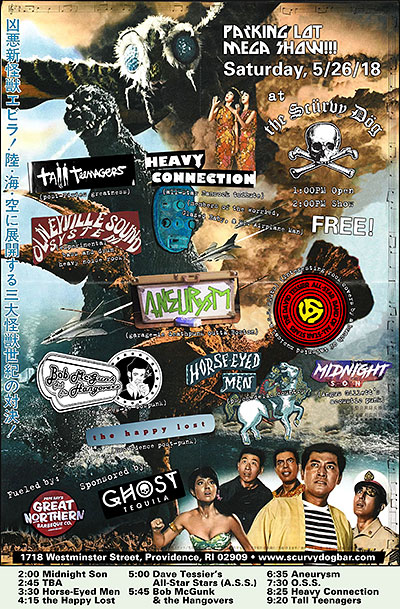 凶悪新怪獣エビラ!陸・海・空に展開する三大怪獣世紀の対決!
PARKING LOT
MEGA SHOW!!!
Saturday, 5/26/18
at
the Scürvy Dog
1:00PM Open
2:00PM Show
FREE!
Tall Teenagers
HEAVY
CONNECTION
OLNEYVILLE SOUND
SYSTEM
ANEURYSM
Bob McGunk
& the Hangovers
HORSE-EYED
MEN
MIDNIGHT
SON
the happy lost
Fueled by:
GREAT
NORTHERN
BARBEQUE CO.
Sponsored by
GHOST
TEQUILA
1718 Westminster Street, Providence, RI 02909 • www.scurvydogbar.com
2:00 Midnight Son
2:45 TBA
3:30 Horse-Eyed Men
4:15 the Happy Lost
5:00 Dave Tessier's
All-Star Stars (A.S.S.)
5:45 Bob McGunk
& the Hangovers
6:35 Aneurysm
7:30 O.S.S.
8:25 Heavy Connection
9:20 Tall Teenagers